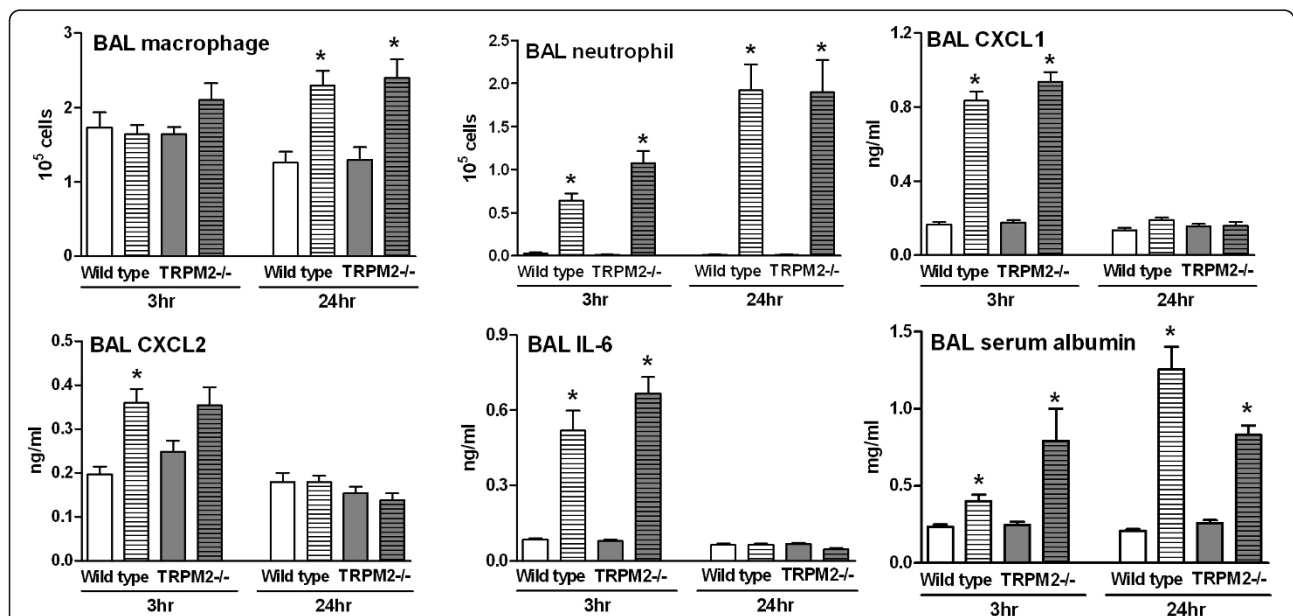 BAL macrophage
10⁵ cells
3
2
1
0
* *
Wild type TRPM2-/- Wild type TRPM2-/-
3hr 24hr
BAL neutrophil
10⁵ cells
2.5
2.0
1.5
1.0
0.5
0.0
* * * *
Wild type TRPM2-/- Wild type TRPM2-/-
3hr 24hr
BAL CXCL1
ng/ml
1.2
0.9
0.6
0.3
0.0
* *
Wild type TRPM2-/- Wild type TRPM2-/-
3hr 24hr
BAL CXCL2
ng/ml
0.5
0.4
0.3
0.2
0.1
0.0
*
Wild type TRPM2-/- Wild type TRPM2-/-
3hr 24hr
BAL IL-6
ng/ml
0.9
0.6
0.3
0.0
* *
Wild type TRPM2-/- Wild type TRPM2-/-
3hr 24hr
BAL serum albumin
mg/ml
1.5
1.0
0.5
0.0
* * * *
Wild type TRPM2-/- Wild type TRPM2-/-
3hr 24hr